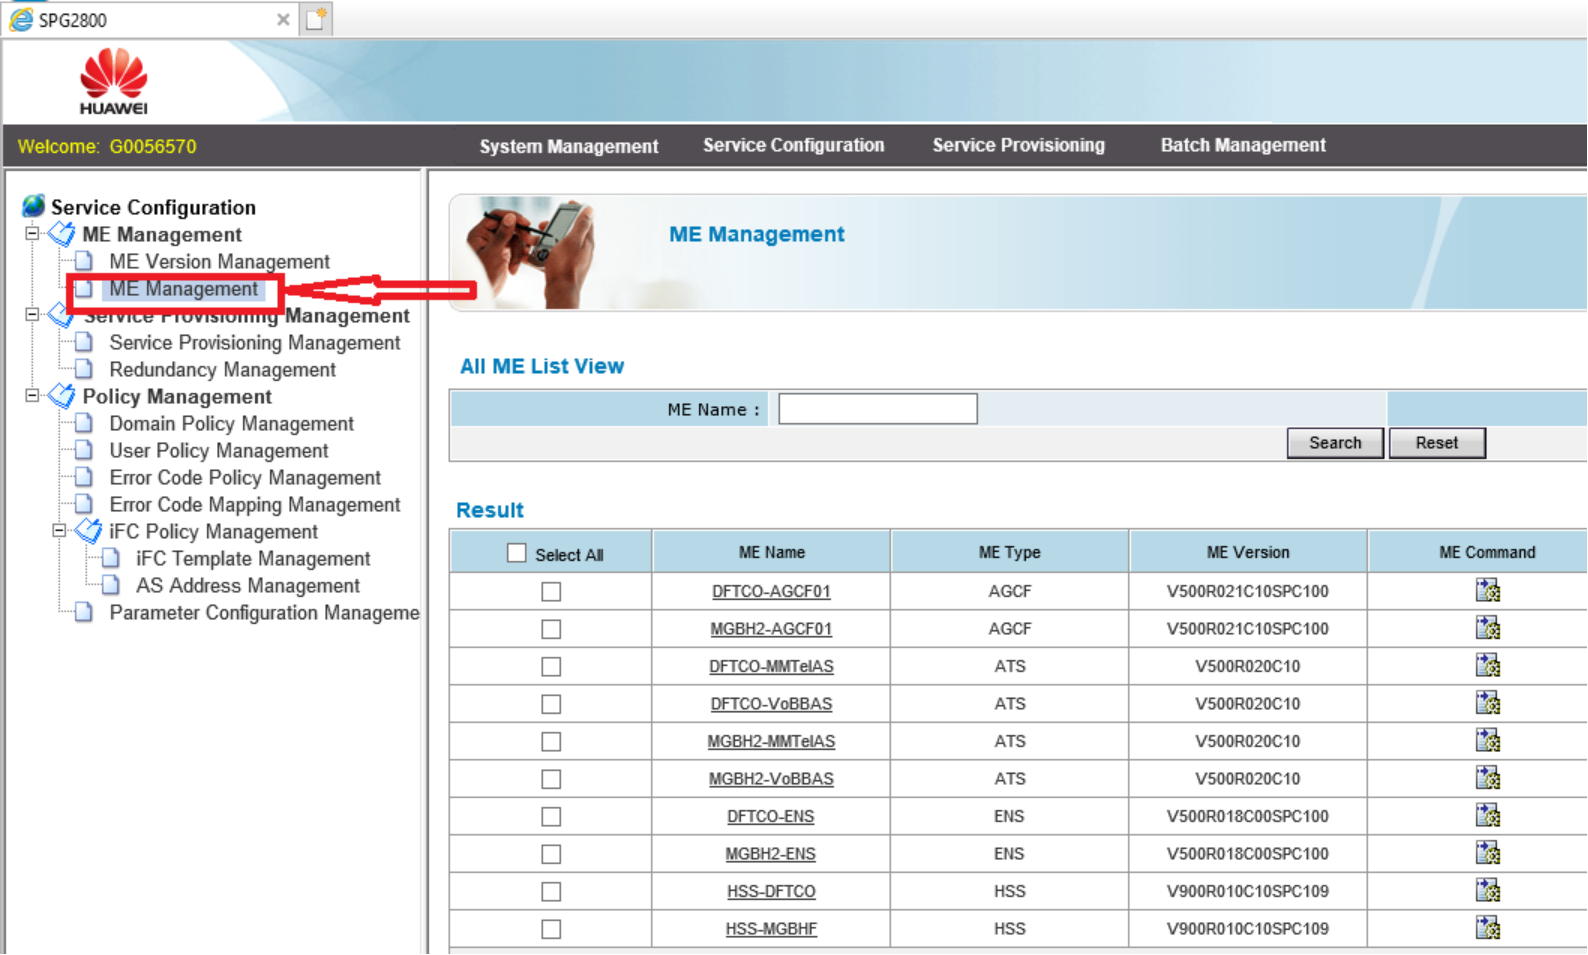 SPG2800
HUAWEI
Welcome: G0056570
System Management
Service Configuration
Service Provisioning
Batch Management
Service Configuration
ME Management
ME Version Management
ME Management
Service Provisioning Management
Service Provisioning Management
Redundancy Management
Policy Management
Domain Policy Management
User Policy Management
Error Code Policy Management
Error Code Mapping Management
iFC Policy Management
iFC Template Management
AS Address Management
Parameter Configuration Manageme
ME Management
All ME List View
ME Name :
Search Reset
Result
Select All ME Name ME Type ME Version ME Command
DFTCO-AGCF01 AGCF V500R021C10SPC100
MGBH2-AGCF01 AGCF V500R021C10SPC100
DFTCO-MMTelAS ATS V500R020C10
DFTCO-VoBBAS ATS V500R020C10
MGBH2-MMTelAS ATS V500R020C10
MGBH2-VoBBAS ATS V500R020C10
DFTCO-ENS ENS V500R018C00SPC100
MGBH2-ENS ENS V500R018C00SPC100
HSS-DFTCO HSS V900R010C10SPC109
HSS-MGBHF HSS V900R010C10SPC109